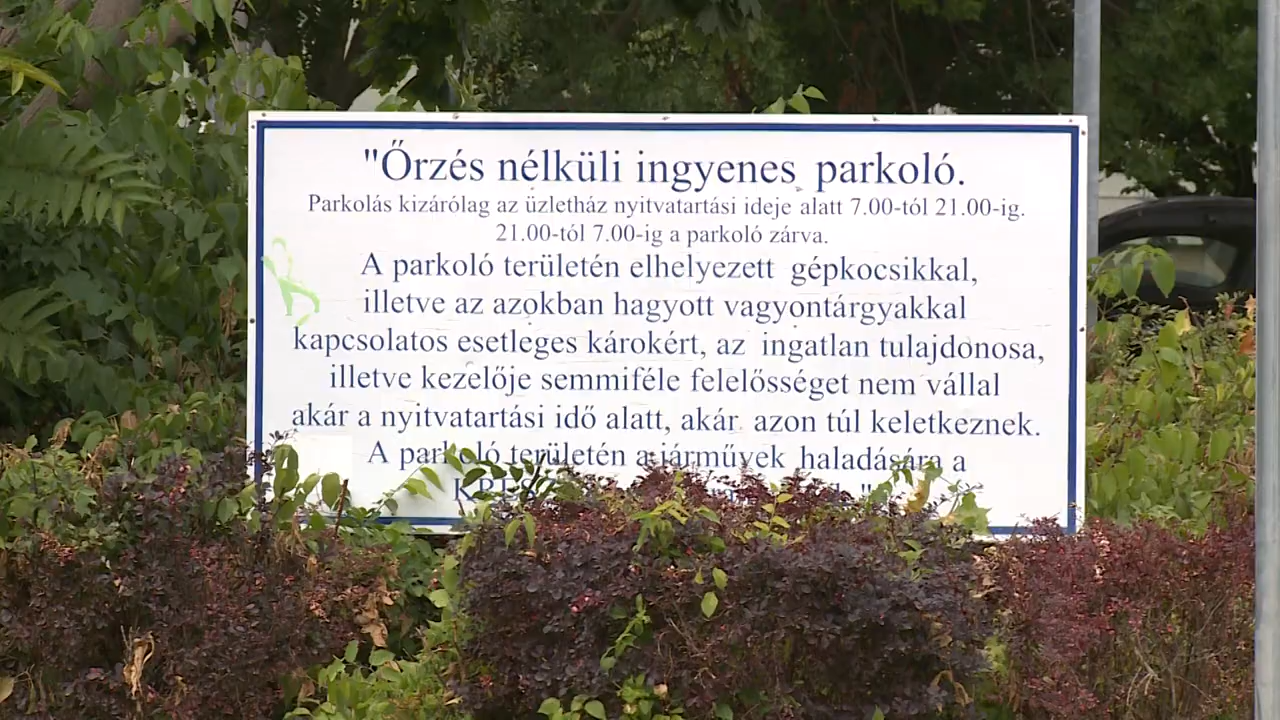 "Őrzés nélküli ingyenes parkoló.
Parkolás kizárólag az üzletház nyitvatartási ideje alatt 7.00-tól 21.00-ig.
21.00-tól 7.00-ig a parkoló zárva.
A parkoló területén elhelyezett gépkocsikkal,
illetve az azokban hagyott vagyontárgyakkal
kapcsolatos esetleges károkért, az ingatlan tulajdonosa,
illetve kezelője semmiféle felelősséget nem vállal
akár a nyitvatartási idő alatt, akár azon túl keletkeznek.
A parkoló területén a járművek haladására a